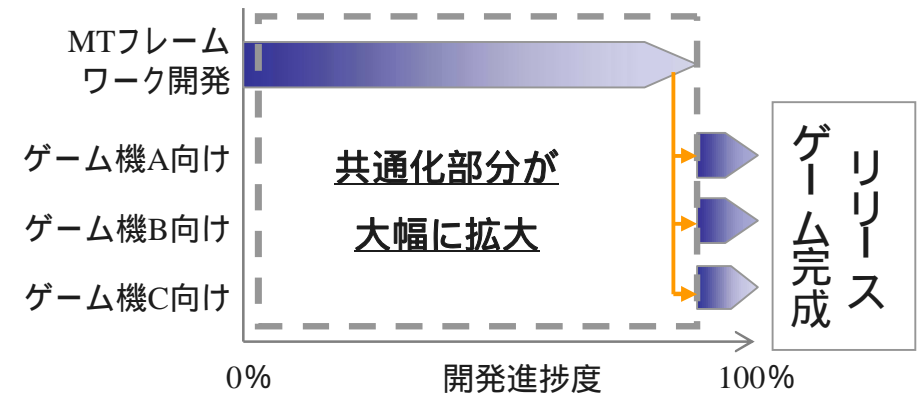 MTフレーム
ワーク開発
ゲーム機A向け
ゲーム機B向け
ゲーム機C向け
共通化部分が
大幅に拡大
リリース
ゲーム完成
0%
開発進捗度
100%